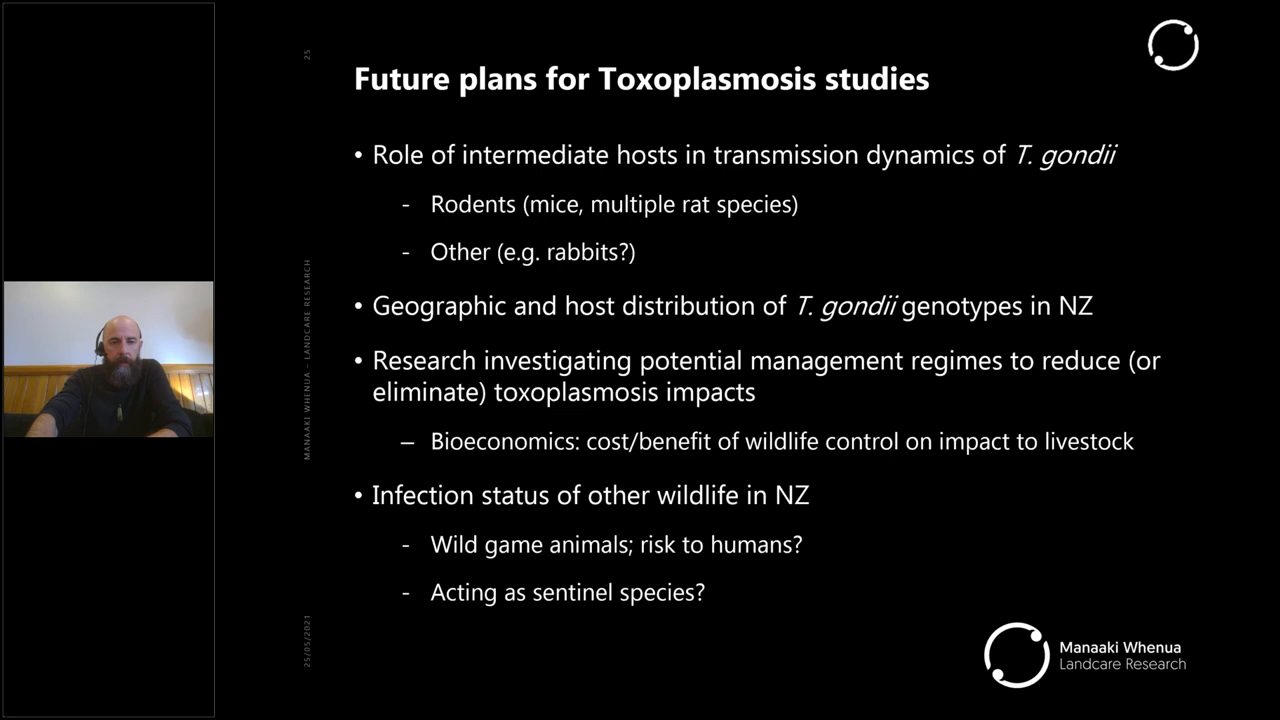 25
Future plans for Toxoplasmosis studies
• Role of intermediate hosts in transmission dynamics of T. gondii
- Rodents (mice, multiple rat species)
- Other (e.g. rabbits?)
• Geographic and host distribution of T. gondii genotypes in NZ
• Research investigating potential management regimes to reduce (or
eliminate) toxoplasmosis impacts
– Bioeconomics: cost/benefit of wildlife control on impact to livestock
• Infection status of other wildlife in NZ
- Wild game animals; risk to humans?
- Acting as sentinel species?
MANAAKI WHENUA – LANDCARE RESEARCH
25/05/2021
Manaaki Whenua
Landcare Research